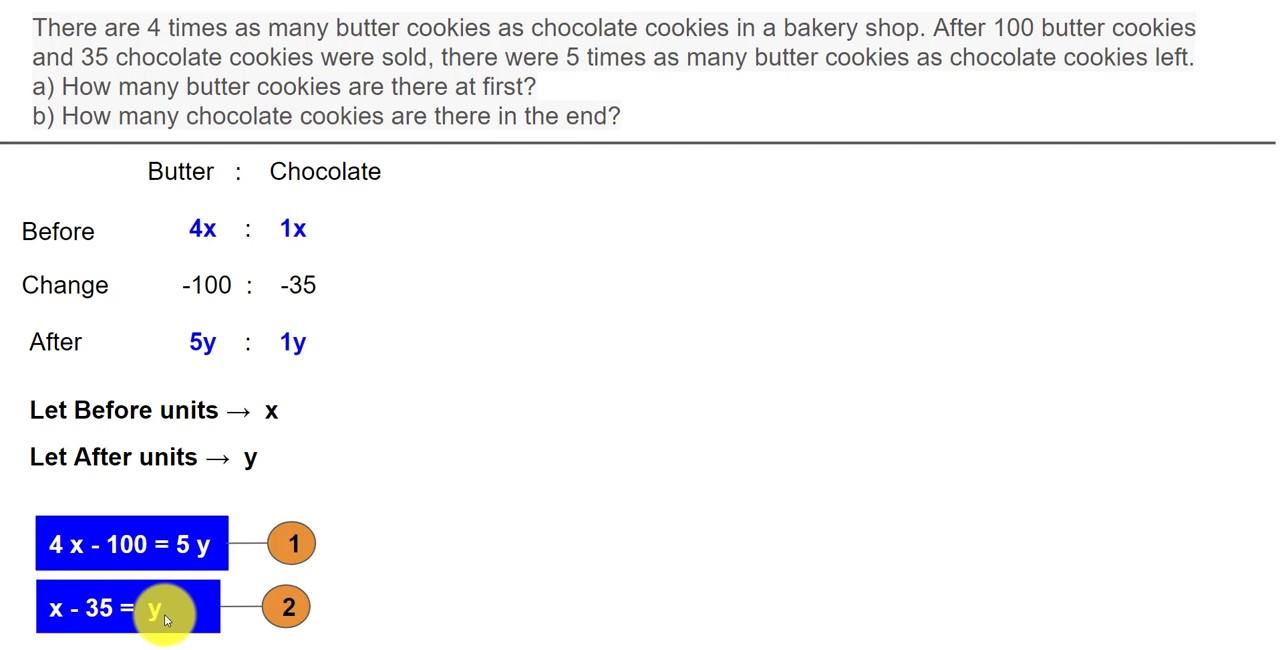 There are 4 times as many butter cookies as chocolate cookies in a bakery shop. After 100 butter cookies
and 35 chocolate cookies were sold, there were 5 times as many butter cookies as chocolate cookies left.
a) How many butter cookies are there at first?
b) How many chocolate cookies are there in the end?
Butter : Chocolate
Before 4x : 1x
Change -100 : -35
After 5y : 1y
Let Before units → x
Let After units → y
4 x - 100 = 5 y 1
x - 35 = y 2